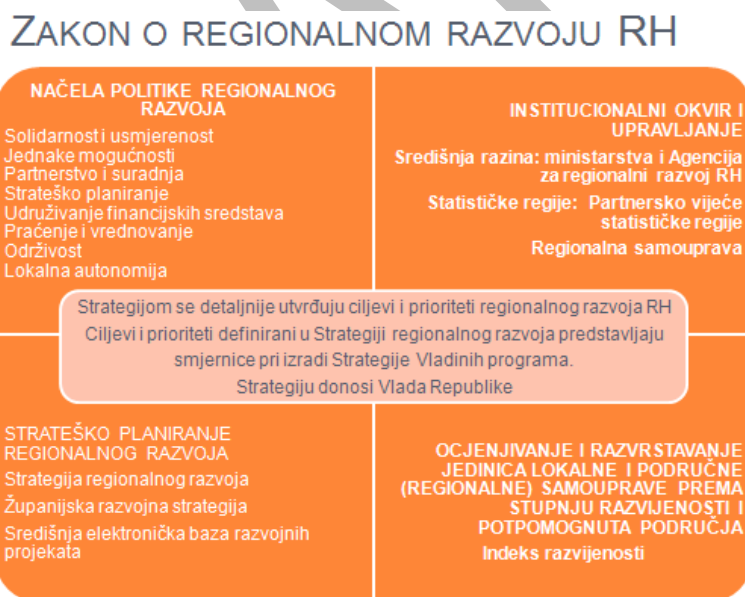 ZAKON O REGIONALNOM RAZVOJU RH
NAČELA POLITIKE REGIONALNOG
RAZVOJA
Solidarnost i usmjerenost
Jednake mogućnosti
Partnerstvo i suradnja
Strateško planiranje
Udruživanje financijskih sredstava
Praćenje i vrednovanje
Održivost
Lokalna autonomija
INSTITUCIONALNI OKVIR I
UPRAVLJANJE
Središnja razina: ministarstva i Agencija
za regionalni razvoj RH
Statističke regije: Partnersko vijeće
statističke regije
Regionalna samouprava
Strategijom se detaljnije utvrđuju ciljevi i prioriteti regionalnog razvoja RH
Ciljevi i prioriteti definirani u Strategiji regionalnog razvoja predstavljaju
smjernice pri izradi Strategije Vladinih programa.
Strategiju donosi Vlada Republike
STRATEŠKO PLANIRANJE
REGIONALNOG RAZVOJA
Strategija regionalnog razvoja
Županijska razvojna strategija
Središnja elektronička baza razvojnih
projekata
OCJENJIVANJE I RAZVRSTAVANJE
JEDINICA LOKALNE I PODRUČNE
(REGIONALNE) SAMOUPRAVE PREMA
STUPNJU RAZVIJENOSTI I
POTPOMOGNUTA PODRUČJA
Indeks razvijenosti